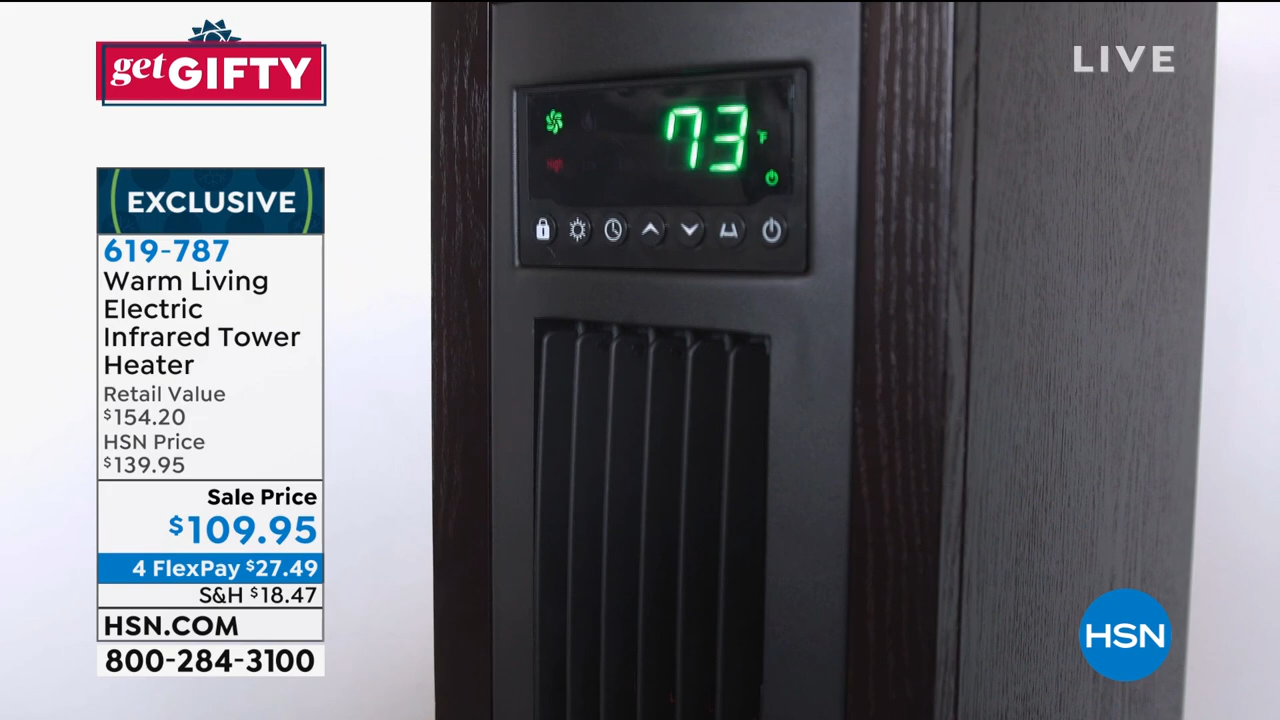 getGIFTY
LIVE
EXCLUSIVE
619-787
Warm Living
Electric
Infrared Tower
Heater
Retail Value
$154.20
HSN Price
$139.95
Sale Price
$109.95
4 FlexPay $27.49
S&H $18.47
HSN.COM
800-284-3100
73
°F
HSN